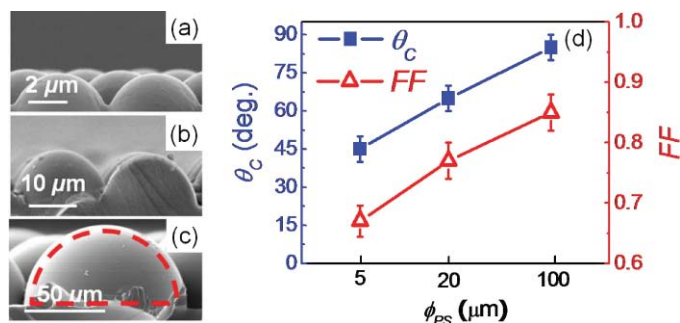 (a)
2 µm
(b)
10 µm
(c)
50 µm
(d)
θC
FF
90
75
60
45
30
15
0
θC (deg.)
1.0
0.9
0.8
0.7
0.6
FF
5 20 100
ϕPS (µm)